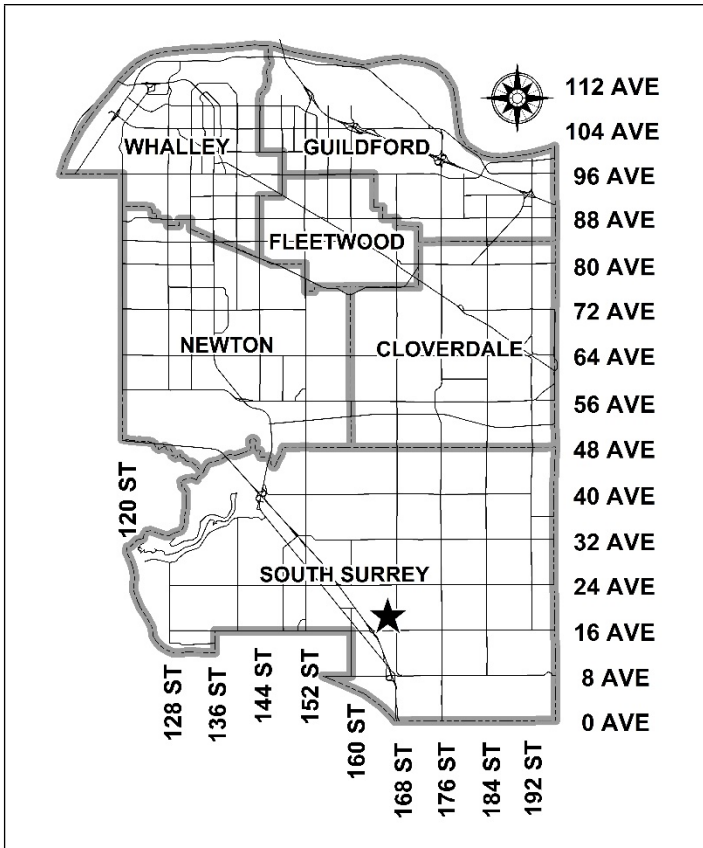 112 AVE
104 AVE
WHALLEY
GUILDFORD
96 AVE
88 AVE
FLEETWOOD
80 AVE
72 AVE
NEWTON
CLOVERDALE
64 AVE
56 AVE
48 AVE
120 ST
40 AVE
32 AVE
SOUTH SURREY
24 AVE
16 AVE
8 AVE
0 AVE
128 ST
136 ST
144 ST
152 ST
160 ST
168 ST
176 ST
184 ST
192 ST